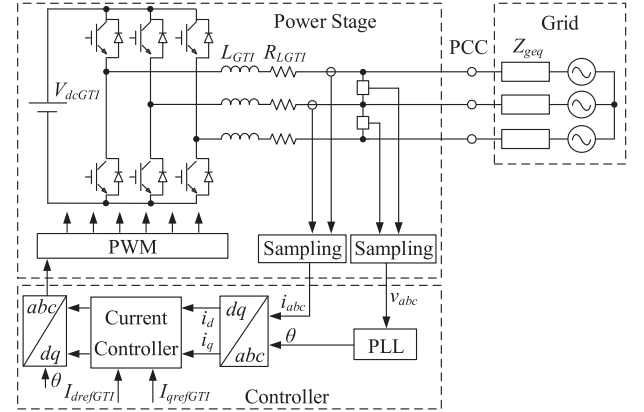 Power Stage
Grid
L_GTI R_LGTI
PCC
Z_geq
V_dcGTI
PWM
Sampling
Sampling
abc
dq
Current
Controller
i_d
i_q
dq
abc
i_abc
θ
v_abc
PLL
θ
I_drefGTI
I_qrefGTI
Controller